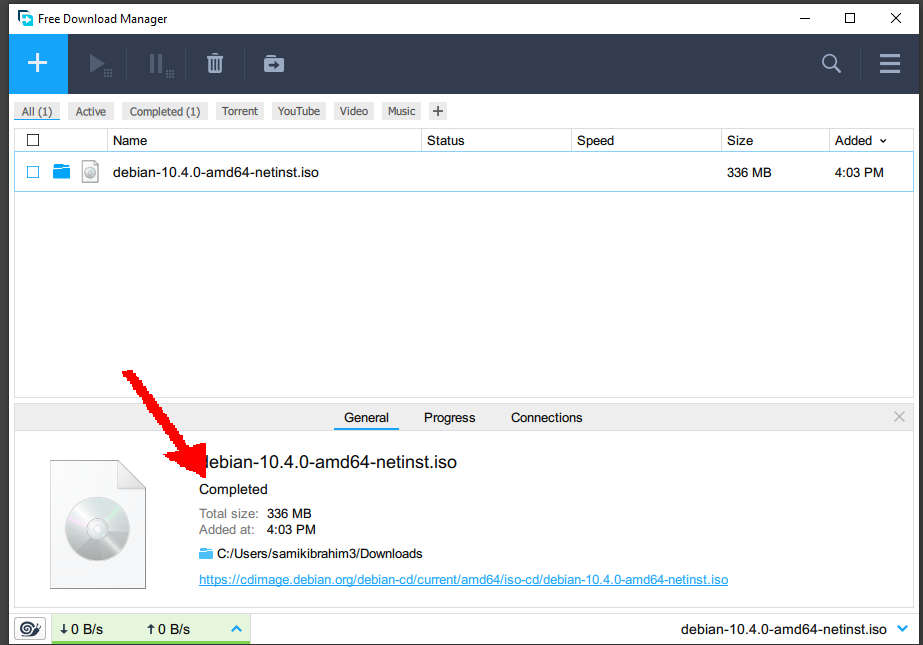 Free Download Manager
All (1) Active Completed (1) Torrent YouTube Video Music +
Name Status Speed Size Added
debian-10.4.0-amd64-netinst.iso 336 MB 4:03 PM
General Progress Connections
debian-10.4.0-amd64-netinst.iso
Completed
Total size: 336 MB
Added at: 4:03 PM
C:/Users/samikibrahim3/Downloads
https://cdimage.debian.org/debian-cd/current/amd64/iso-cd/debian-10.4.0-amd64-netinst.iso
↓0 B/s ↑0 B/s debian-10.4.0-amd64-netinst.iso